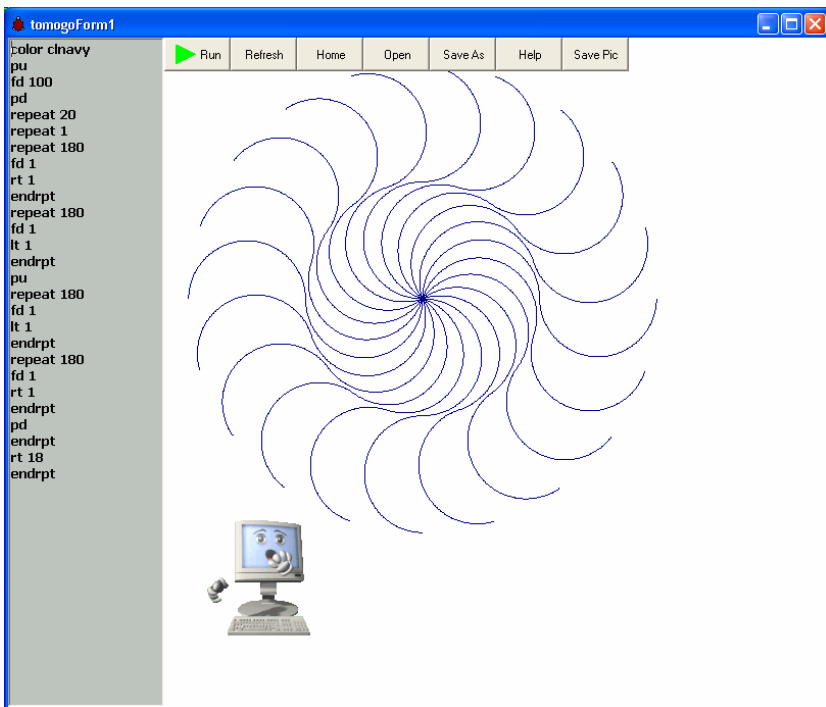 tomogoForm1
Run Refresh Home Open Save As Help Save Pic
color clnavy
pu
fd 100
pd
repeat 20
repeat 1
repeat 180
fd 1
rt 1
endrpt
repeat 180
fd 1
lt 1
endrpt
pu
repeat 180
fd 1
lt 1
endrpt
repeat 180
fd 1
rt 1
endrpt
pd
endrpt
rt 18
endrpt